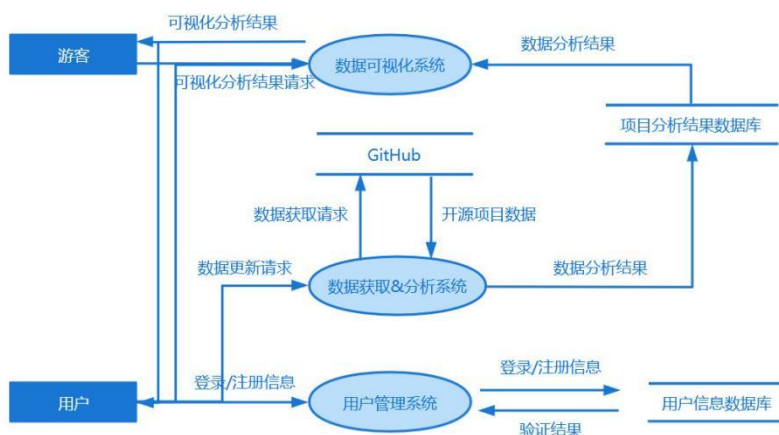 可视化分析结果
游客
数据可视化系统
数据分析结果
可视化分析结果请求
项目分析结果数据库
GitHub
数据获取请求
开源项目数据
数据更新请求
数据获取&分析系统
数据分析结果
登录/注册信息
登录/注册信息
用户
用户管理系统
用户信息数据库
验证结果